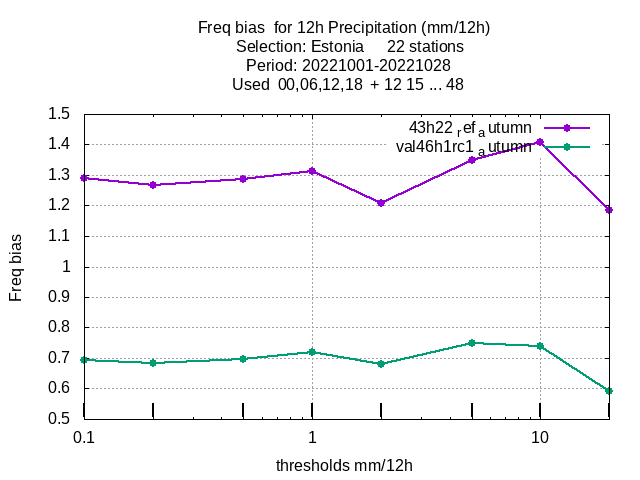 Freq bias  for 12h Precipitation (mm/12h)
Selection: Estonia     22 stations
Period: 20221001-20221028
Used  00,06,12,18  + 12 15 ... 48
43h22 ref autumn
val46h1rc1 autumn
1.5
1.4
1.3
1.2
1.1
1
0.9
0.8
0.7
0.6
0.5
Freq bias
0.1 1 10
thresholds mm/12h